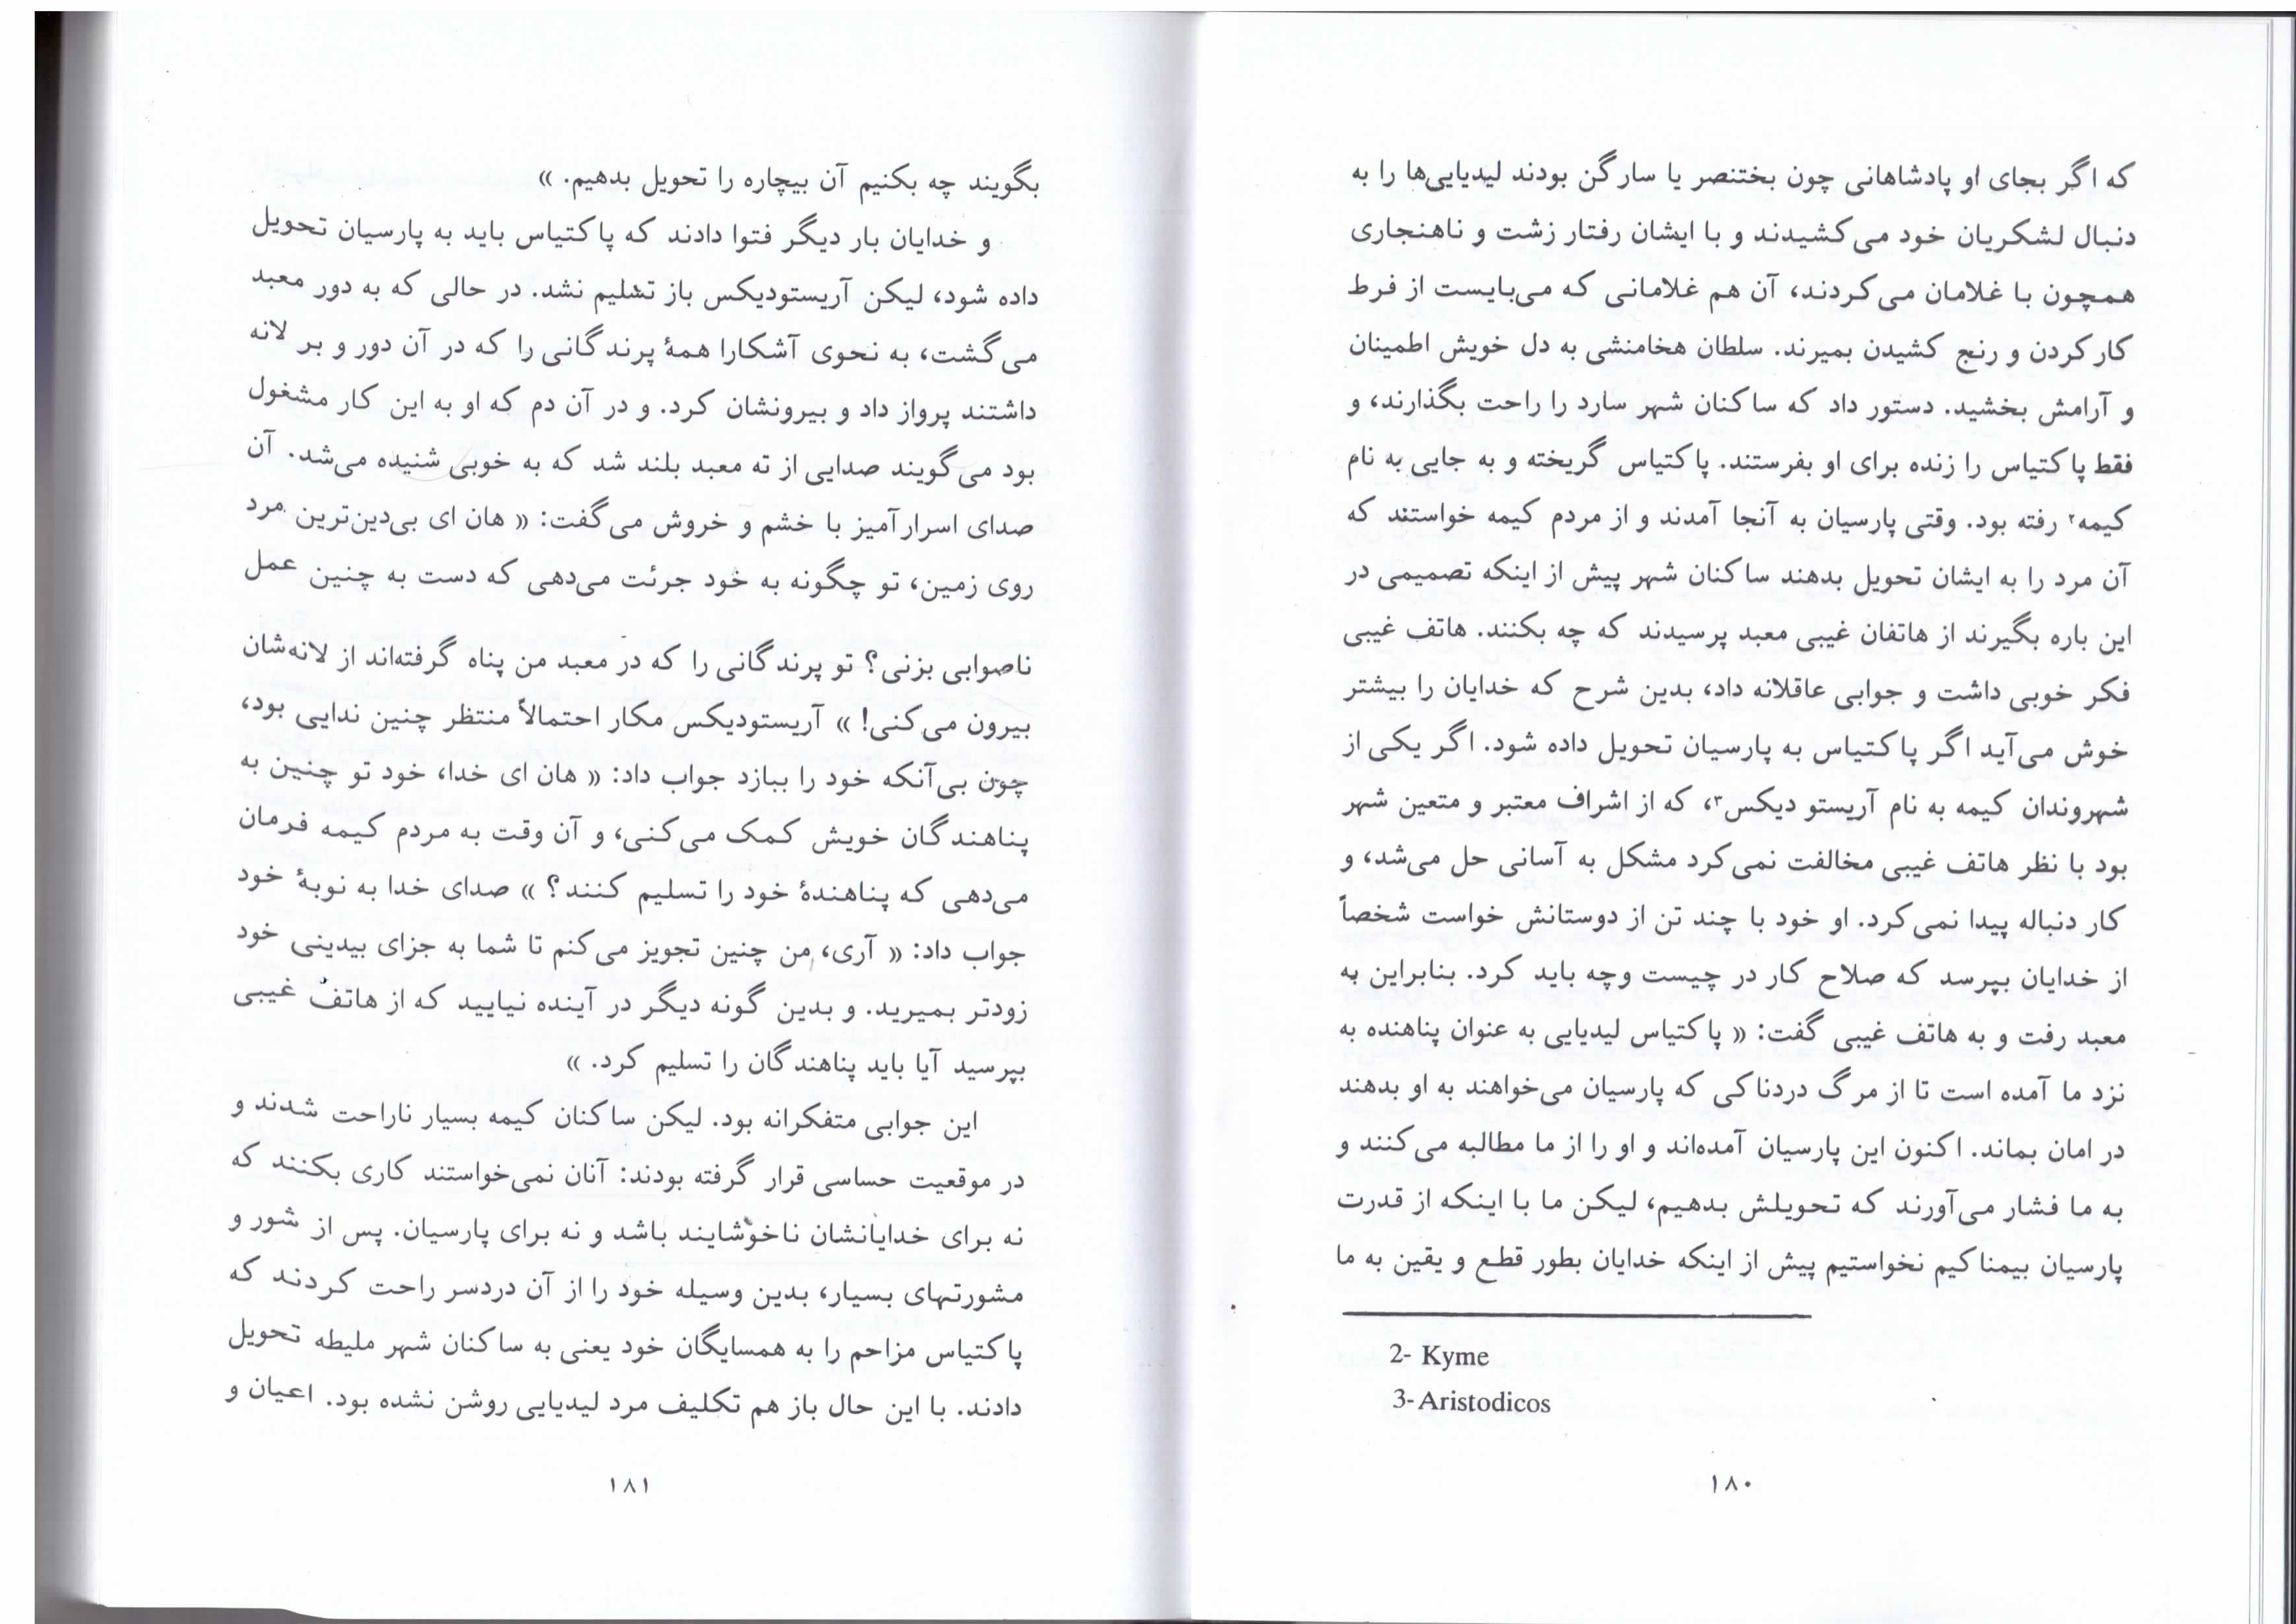 که اگر بجای او پادشاهانی چون بختنصر یا سارگن بودند لیدیایی‌ها را به
دنبال لشکریان خود می‌کشیدند و با ایشان رفتار زشت و ناهنجاری
همچون با غلامان می‌کردند، آن هم غلامانی که می‌بایست از فرط
کار کردن و رنج کشیدن بمیرند. سلطان هخامنشی به دل خویش اطمینان
و آرامش بخشید. دستور داد که ساکنان شهر سارد را راحت بگذارند، و
فقط پاکتیاس را زنده برای او بفرستند. پاکتیاس گریخته و به جایی به نام
کیمه۲ رفته بود. وقتی پارسیان به آنجا آمدند و از مردم کیمه خواستند که
آن مرد را به ایشان تحویل بدهند ساکنان شهر پیش از اینکه تصمیمی در
این باره بگیرند از هاتفان غیبی معبد پرسیدند که چه بکنند. هاتف غیبی
فکر خوبی داشت و جوابی عاقلانه داد، بدین شرح که خدایان را بیشتر
خوش می‌آید اگر پاکتیاس به پارسیان تحویل داده شود. اگر یکی از
شهروندان کیمه به نام آریستو دیکس۳، که از اشراف معتبر و متعین شهر
بود با نظر هاتف غیبی مخالفت نمی‌کرد مشکل به آسانی حل می‌شد، و
کار دنباله پیدا نمی‌کرد. او خود با چند تن از دوستانش خواست شخصاً
از خدایان بپرسد که صلاح کار در چیست وچه باید کرد. بنابراین به
معبد رفت و به هاتف غیبی گفت: « پاکتیاس لیدیایی به عنوان پناهنده به
نزد ما آمده است تا از مرگ دردناکی که پارسیان می‌خواهند به او بدهند
در امان بماند. اکنون این پارسیان آمده‌اند و او را از ما مطالبه می‌کنند و
به ما فشار می‌آورند که تحویلش بدهیم، لیکن ما با اینکه از قدرت
پارسیان بیمناکیم نخواستیم پیش از اینکه خدایان بطور قطع و یقین به ما
2- Kyme
3- Aristodicos
۱۸۰
بگویند چه بکنیم آن بیچاره را تحویل بدهیم. »
و خدایان بار دیگر فتوا دادند که پاکتیاس باید به پارسیان تحویل
داده شود، لیکن آریستودیکس باز تسلیم نشد. در حالی که به دور معبد
می‌گشت، به نحوی آشکارا همهٔ پرندگانی را که در آن دور و بر لانه
داشتند پرواز داد و بیرونشان کرد. و در آن دم که او به این کار مشغول
بود می‌گویند صدایی از ته معبد بلند شد که به خوبی شنیده می‌شد. آن
صدای اسرارآمیز با خشم و خروش می‌گفت: « هان ای بی‌دین‌ترین مرد
روی زمین، تو چگونه به خود جرئت می‌دهی که دست به چنین عمل
ناصوابی بزنی؟ تو پرندگانی را که در معبد من پناه گرفته‌اند از لانه‌شان
بیرون می‌کنی! » آریستودیکس مکار احتمالاً منتظر چنین ندایی بود،
چون بی‌آنکه خود را ببازد جواب داد: « هان ای خدا، خود تو چنین به
پناهندگان خویش کمک می‌کنی، و آن وقت به مردم کیمه فرمان
می‌دهی که پناهندهٔ خود را تسلیم کنند؟ » صدای خدا به نوبهٔ خود
جواب داد: « آری، من چنین تجویز می‌کنم تا شما به جزای بیدینی خود
زودتر بمیرید. و بدین گونه دیگر در آینده نیایید که از هاتف غیبی
بپرسید آیا باید پناهندگان را تسلیم کرد. »
این جوابی متفکرانه بود. لیکن ساکنان کیمه بسیار ناراحت شدند و
در موقعیت حساسی قرار گرفته بودند: آنان نمی‌خواستند کاری بکنند که
نه برای خدایانشان ناخوشایند باشد و نه برای پارسیان. پس از شور و
مشورتهای بسیار، بدین وسیله خود را از آن دردسر راحت کردند که
پاکتیاس مزاحم را به همسایگان خود یعنی به ساکنان شهر ملیطه تحویل
دادند. با این حال باز هم تکلیف مرد لیدیایی روشن نشده بود. اعیان و
۱۸۱